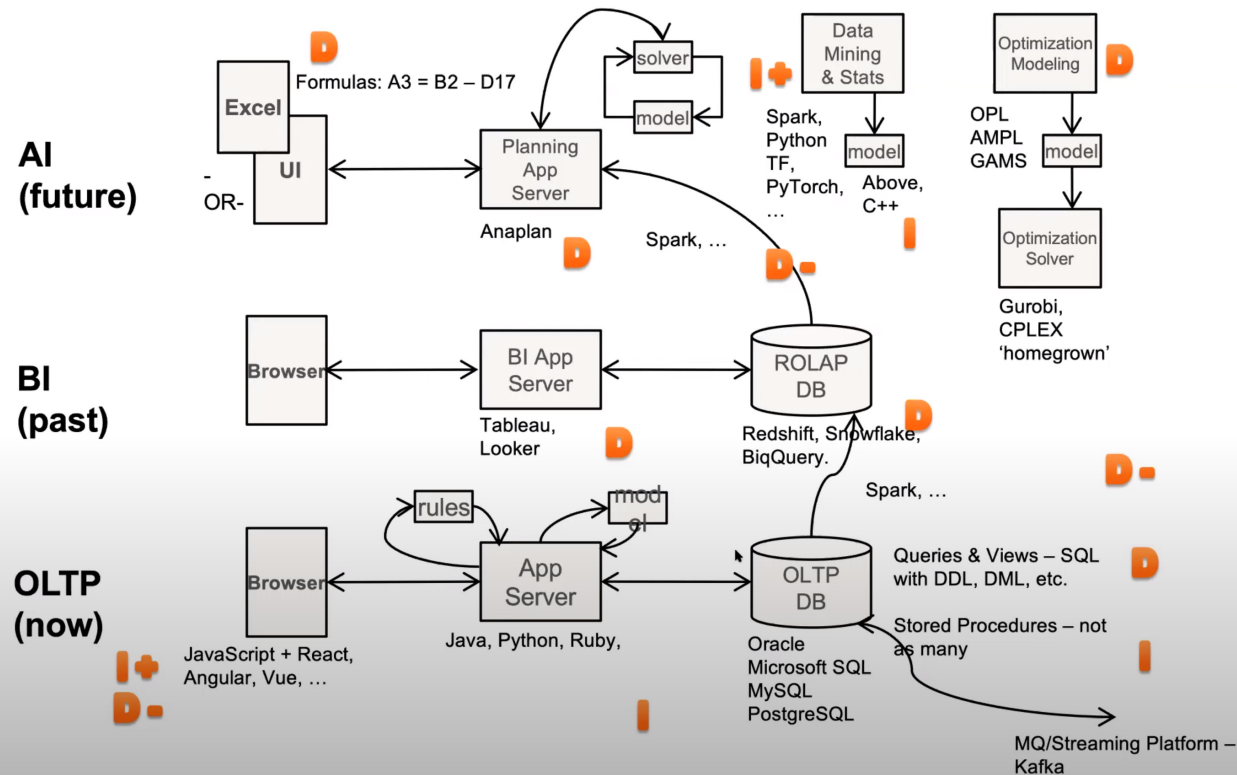 D
Formulas: A3 = B2 – D17
Excel
UI
-
OR-
AI
(future)
Planning
App
Server
Anaplan
D
solver
model
Spark, …
D-
I+
Data
Mining
& Stats
Spark,
Python
TF,
PyTorch,
…
model
Above,
C++
I
Optimization
Modeling
D
OPL
AMPL
GAMS
model
Optimization
Solver
Gurobi,
CPLEX
‘homegrown’
BI
(past)
Browser
BI App
Server
Tableau,
Looker
D
ROLAP
DB
D
Redshift, Snowflake,
BiqQuery.
D-
Spark, …
OLTP
(now)
Browser
rules
mod
el
App
Server
Java, Python, Ruby,
I
JavaScript + React,
Angular, Vue, …
I+
D-
OLTP
DB
Oracle
Microsoft SQL
MySQL
PostgreSQL
Queries & Views – SQL
with DDL, DML, etc.
D
Stored Procedures – not
as many
I
MQ/Streaming Platform –
Kafka